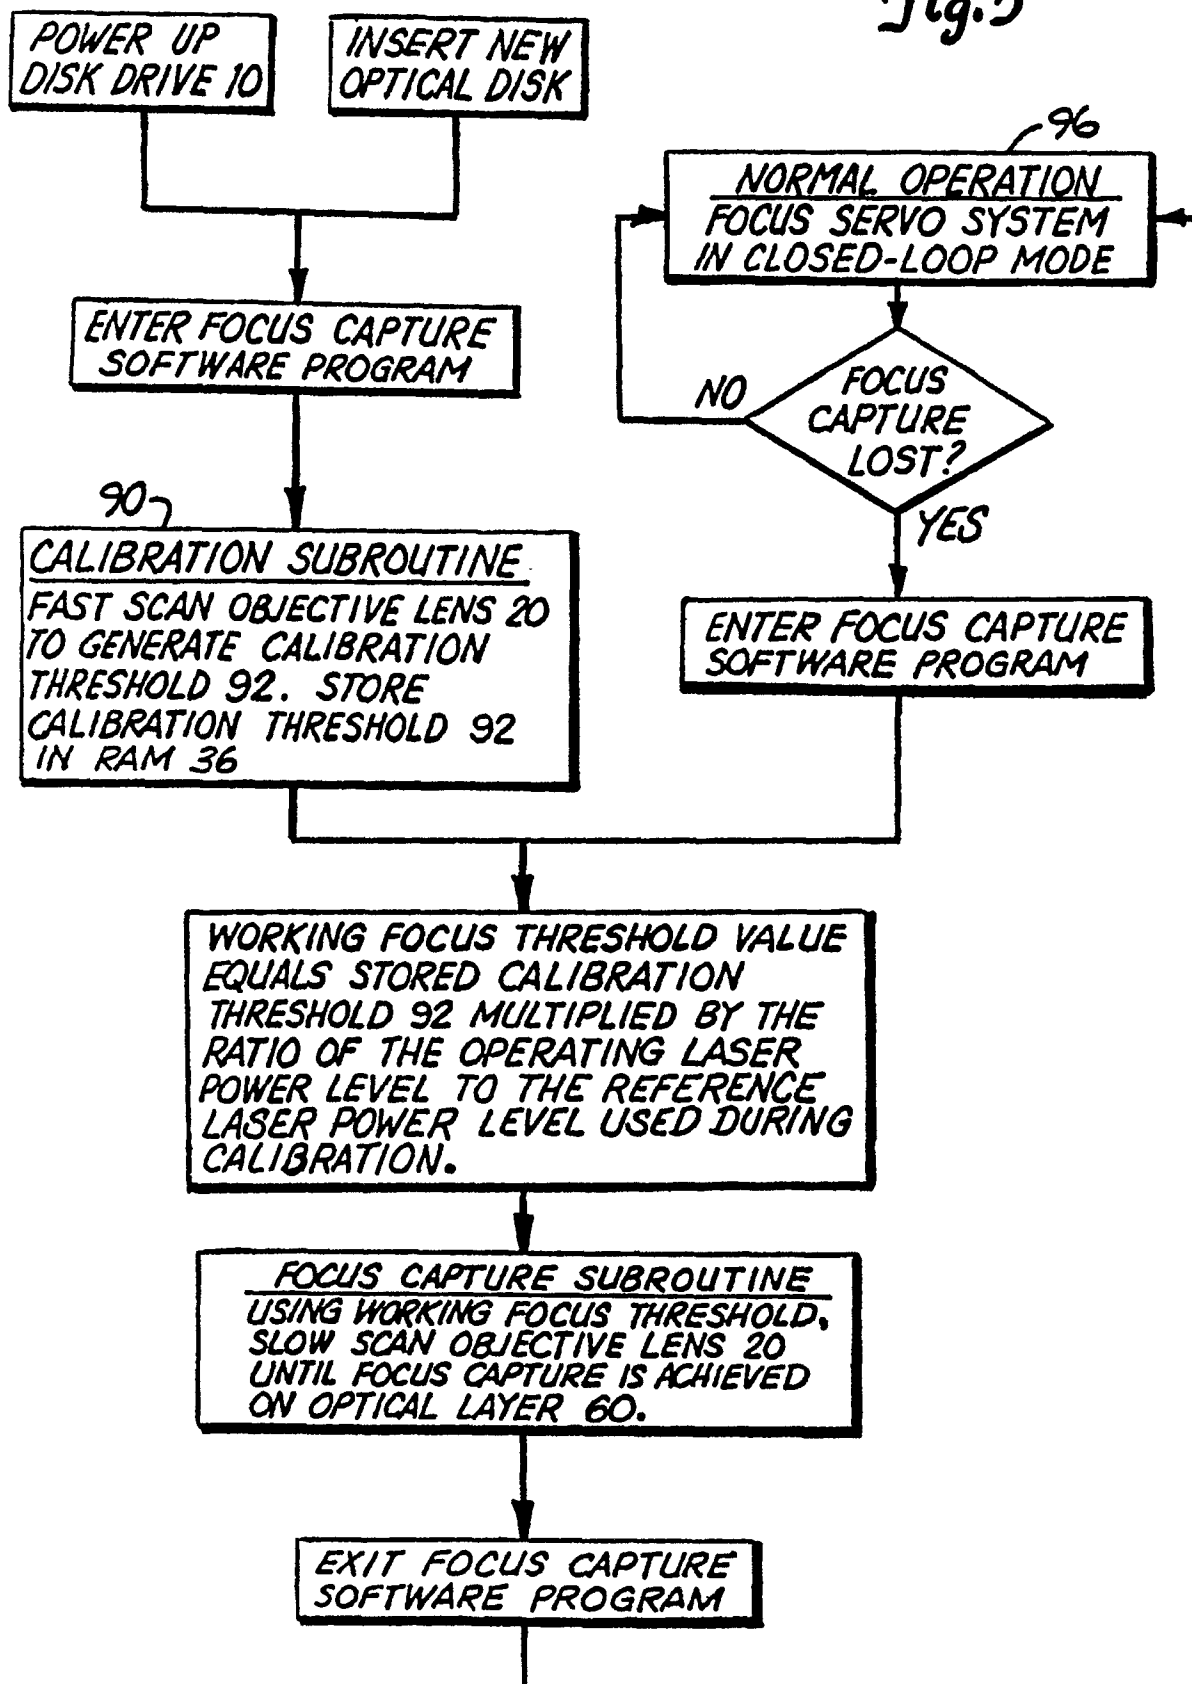 Fig. 5
POWER UP
DISK DRIVE 10
INSERT NEW
OPTICAL DISK
96
NORMAL OPERATION
FOCUS SERVO SYSTEM
IN CLOSED-LOOP MODE
ENTER FOCUS CAPTURE
SOFTWARE PROGRAM
NO
FOCUS
CAPTURE
LOST?
YES
90
CALIBRATION SUBROUTINE
FAST SCAN OBJECTIVE LENS 20
TO GENERATE CALIBRATION
THRESHOLD 92. STORE
CALIBRATION THRESHOLD 92
IN RAM 36
ENTER FOCUS CAPTURE
SOFTWARE PROGRAM
WORKING FOCUS THRESHOLD VALUE
EQUALS STORED CALIBRATION
THRESHOLD 92 MULTIPLIED BY THE
RATIO OF THE OPERATING LASER
POWER LEVEL TO THE REFERENCE
LASER POWER LEVEL USED DURING
CALIBRATION.
FOCUS CAPTURE SUBROUTINE
USING WORKING FOCUS THRESHOLD,
SLOW SCAN OBJECTIVE LENS 20
UNTIL FOCUS CAPTURE IS ACHIEVED
ON OPTICAL LAYER 60.
EXIT FOCUS CAPTURE
SOFTWARE PROGRAM